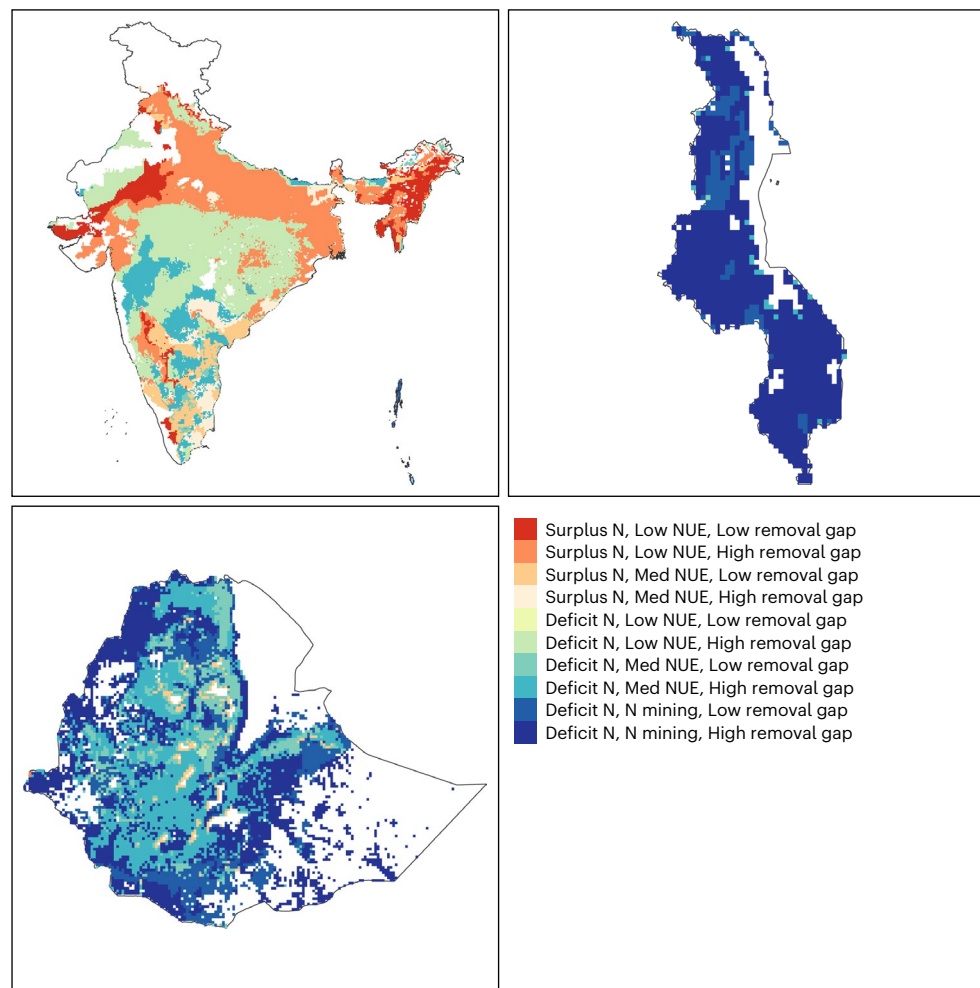 Surplus N, Low NUE, Low removal gap
Surplus N, Low NUE, High removal gap
Surplus N, Med NUE, Low removal gap
Surplus N, Med NUE, High removal gap
Deficit N, Low NUE, Low removal gap
Deficit N, Low NUE, High removal gap
Deficit N, Med NUE, Low removal gap
Deficit N, Med NUE, High removal gap
Deficit N, N mining, Low removal gap
Deficit N, N mining, High removal gap